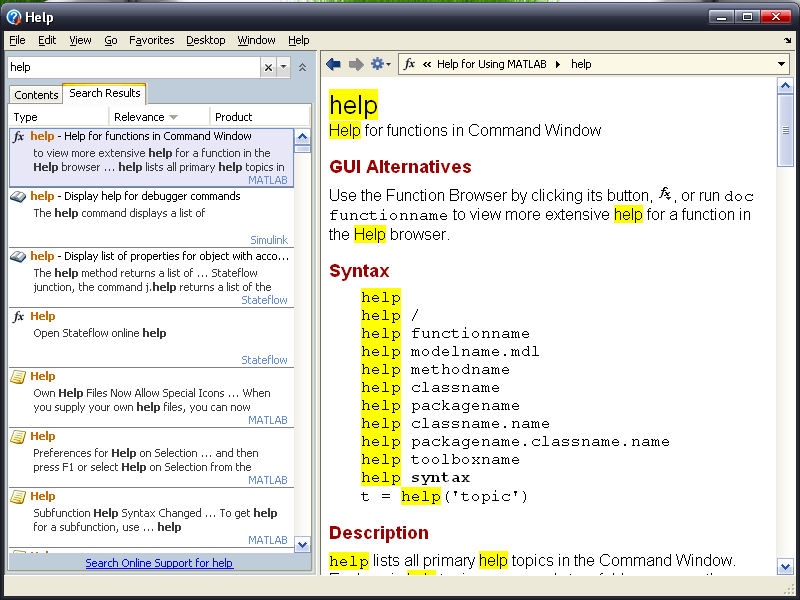 Help
File Edit View Go Favorites Desktop Window Help
help
fx « Help for Using MATLAB help
Contents Search Results
Type Relevance Product
fx help - Help for functions in Command Window
to view more extensive help for a function in the
Help browser ... help lists all primary help topics in
MATLAB
help - Display help for debugger commands
The help command displays a list of
Simulink
help - Display list of properties for object with acco...
The help method returns a list of ... Stateflow
junction, the command j.help returns a list of the
Stateflow
fx Help
Open Stateflow online help
Stateflow
Help
Own Help Files Now Allow Special Icons ... When
you supply your own help files, you can now
MATLAB
Help
Preferences for Help on Selection ... and then
press F1 or select Help on Selection from the
MATLAB
Help
Subfunction Help Syntax Changed ... To get help
for a subfunction, use ... help
MATLAB
Search Online Support for help
help
Help for functions in Command Window
GUI Alternatives
Use the Function Browser by clicking its button, fx, or run doc
functionname to view more extensive help for a function in
the Help browser.
Syntax
help
help /
help functionname
help modelname.mdl
help methodname
help classname
help packagename
help classname.name
help packagename.classname.name
help toolboxname
help syntax
t = help('topic')
Description
help lists all primary help topics in the Command Window.